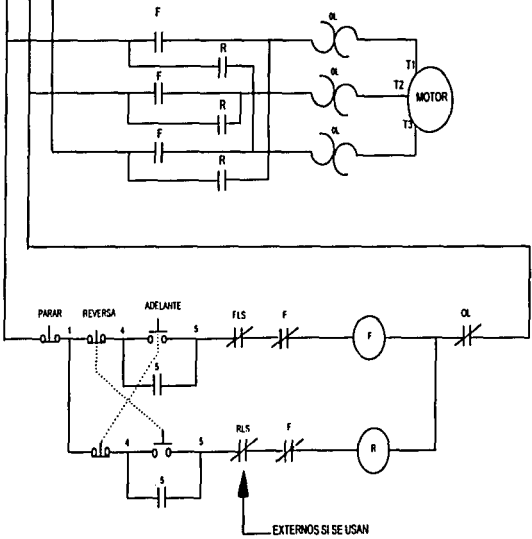 F
OL
R
T1
OL
F
T2
MOTOR
R
T3
F
OL
R
PARAR
REVERSA
ADELANTE
FLS
F
OL
1
4
5
F
5
RLS
F
4
5
R
5
EXTERNOS SI SE USAN